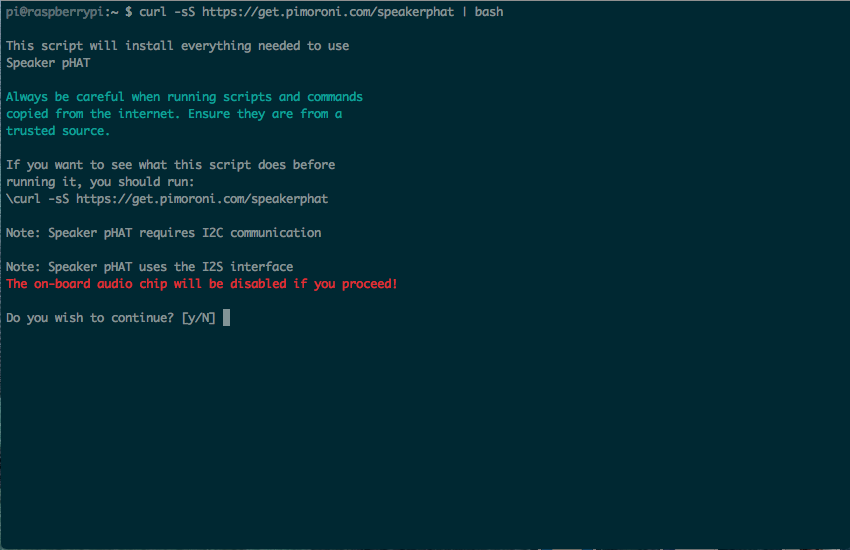 pi@raspberrypi:~ $ curl -sS https://get.pimoroni.com/speakerphat | bash
This script will install everything needed to use
Speaker pHAT
Always be careful when running scripts and commands
copied from the internet. Ensure they are from a
trusted source.
If you want to see what this script does before
running it, you should run:
\curl -sS https://get.pimoroni.com/speakerphat
Note: Speaker pHAT requires I2C communication
Note: Speaker pHAT uses the I2S interface
The on-board audio chip will be disabled if you proceed!
Do you wish to continue? [y/N]